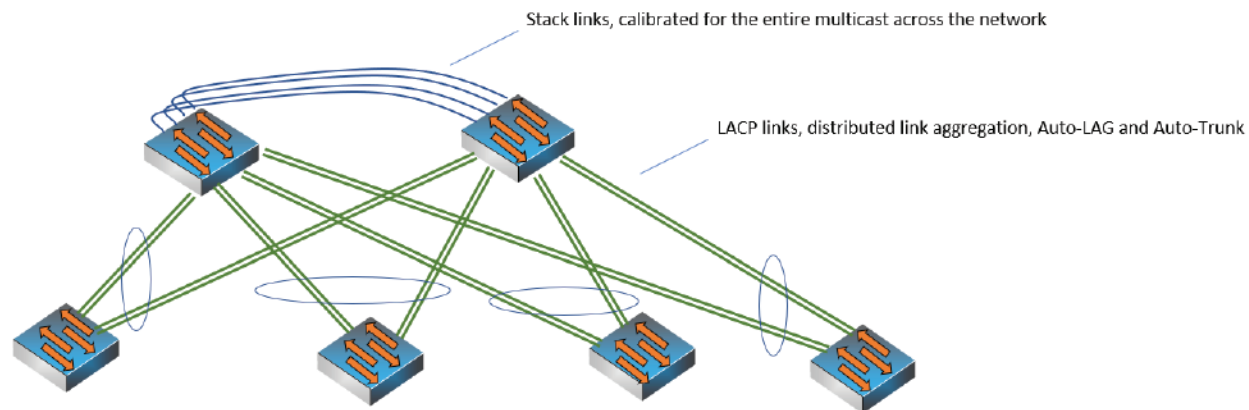 Stack links, calibrated for the entire multicast across the network
LACP links, distributed link aggregation, Auto-LAG and Auto-Trunk